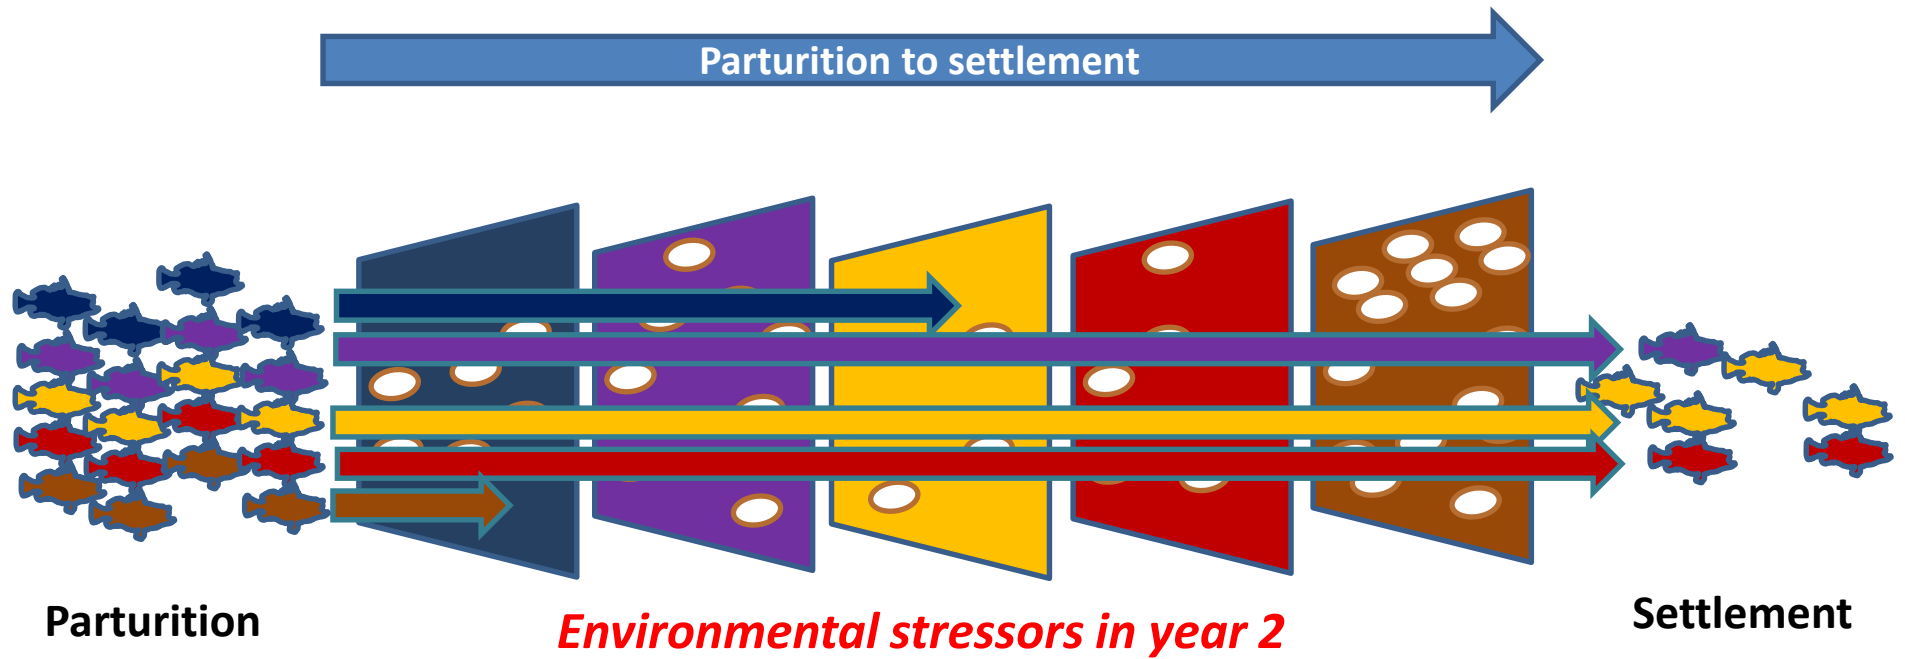 Parturition to settlement
Parturition
Environmental stressors in year 2
Settlement